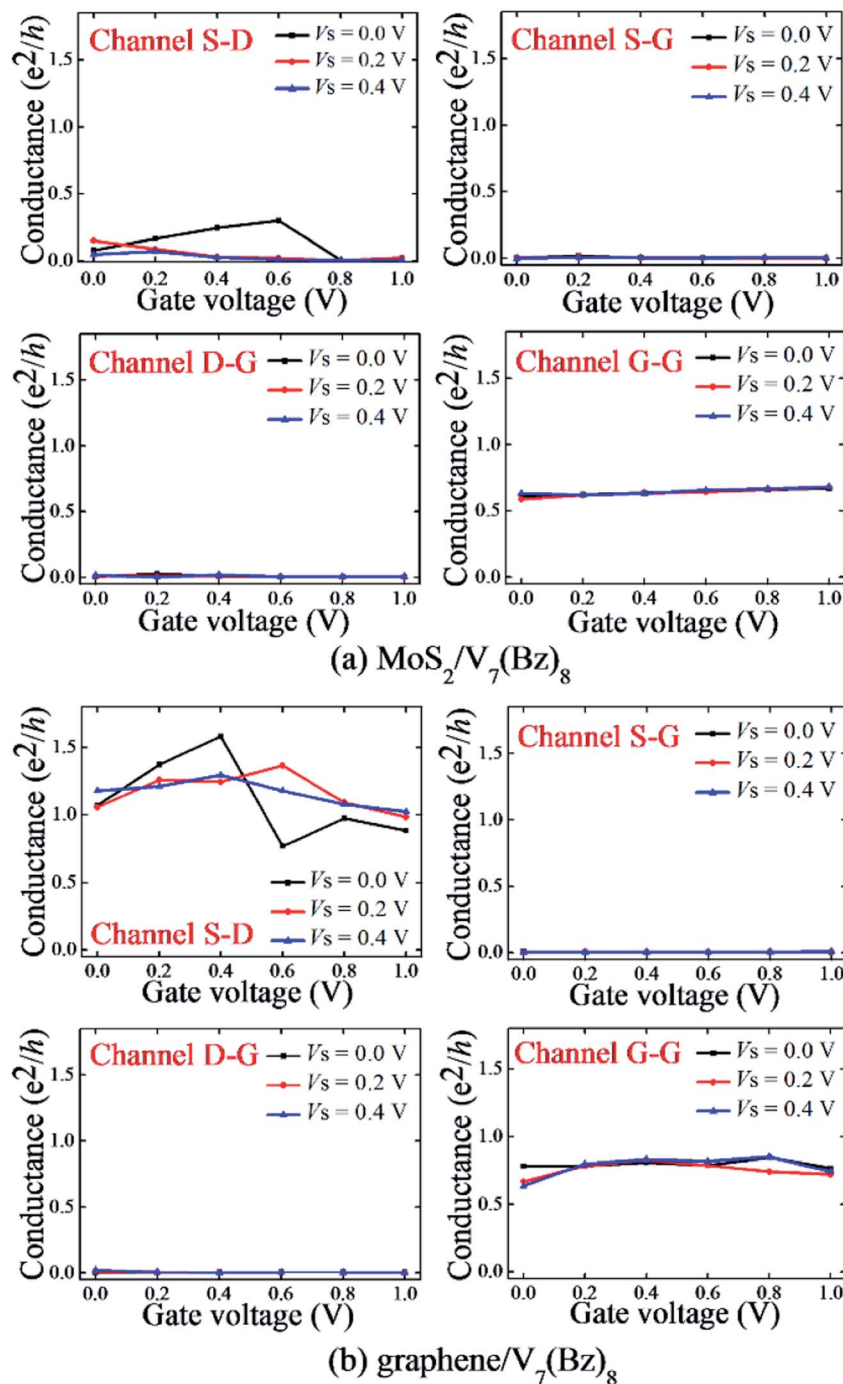 Conductance (e²/h)
1.5
1.0
0.5
0.0
Channel S-D
Vs = 0.0 V
Vs = 0.2 V
Vs = 0.4 V
0.0 0.2 0.4 0.6 0.8 1.0
Gate voltage (V)
Conductance (e²/h)
1.5
1.0
0.5
0.0
Channel S-G
Vs = 0.0 V
Vs = 0.2 V
Vs = 0.4 V
0.0 0.2 0.4 0.6 0.8 1.0
Gate voltage (V)
Conductance (e²/h)
1.5
1.0
0.5
0.0
Channel D-G
Vs = 0.0 V
Vs = 0.2 V
Vs = 0.4 V
0.0 0.2 0.4 0.6 0.8 1.0
Gate voltage (V)
Conductance (e²/h)
1.5
1.0
0.5
0.0
Channel G-G
Vs = 0.0 V
Vs = 0.2 V
Vs = 0.4 V
0.0 0.2 0.4 0.6 0.8 1.0
Gate voltage (V)
(a) MoS₂/V₇(Bz)₈
Conductance (e²/h)
1.5
1.0
0.5
0.0
Vs = 0.0 V
Vs = 0.2 V
Channel S-D
Vs = 0.4 V
0.0 0.2 0.4 0.6 0.8 1.0
Gate voltage (V)
Conductance (e²/h)
1.5
1.0
0.5
0.0
Channel S-G
Vs = 0.0 V
Vs = 0.2 V
Vs = 0.4 V
0.0 0.2 0.4 0.6 0.8 1.0
Gate voltage (V)
Conductance (e²/h)
1.5
1.0
0.5
0.0
Channel D-G
Vs = 0.0 V
Vs = 0.2 V
Vs = 0.4 V
0.0 0.2 0.4 0.6 0.8 1.0
Gate voltage (V)
Conductance (e²/h)
1.5
1.0
0.5
0.0
Channel G-G
Vs = 0.0 V
Vs = 0.2 V
Vs = 0.4 V
0.0 0.2 0.4 0.6 0.8 1.0
Gate voltage (V)
(b) graphene/V₇(Bz)₈